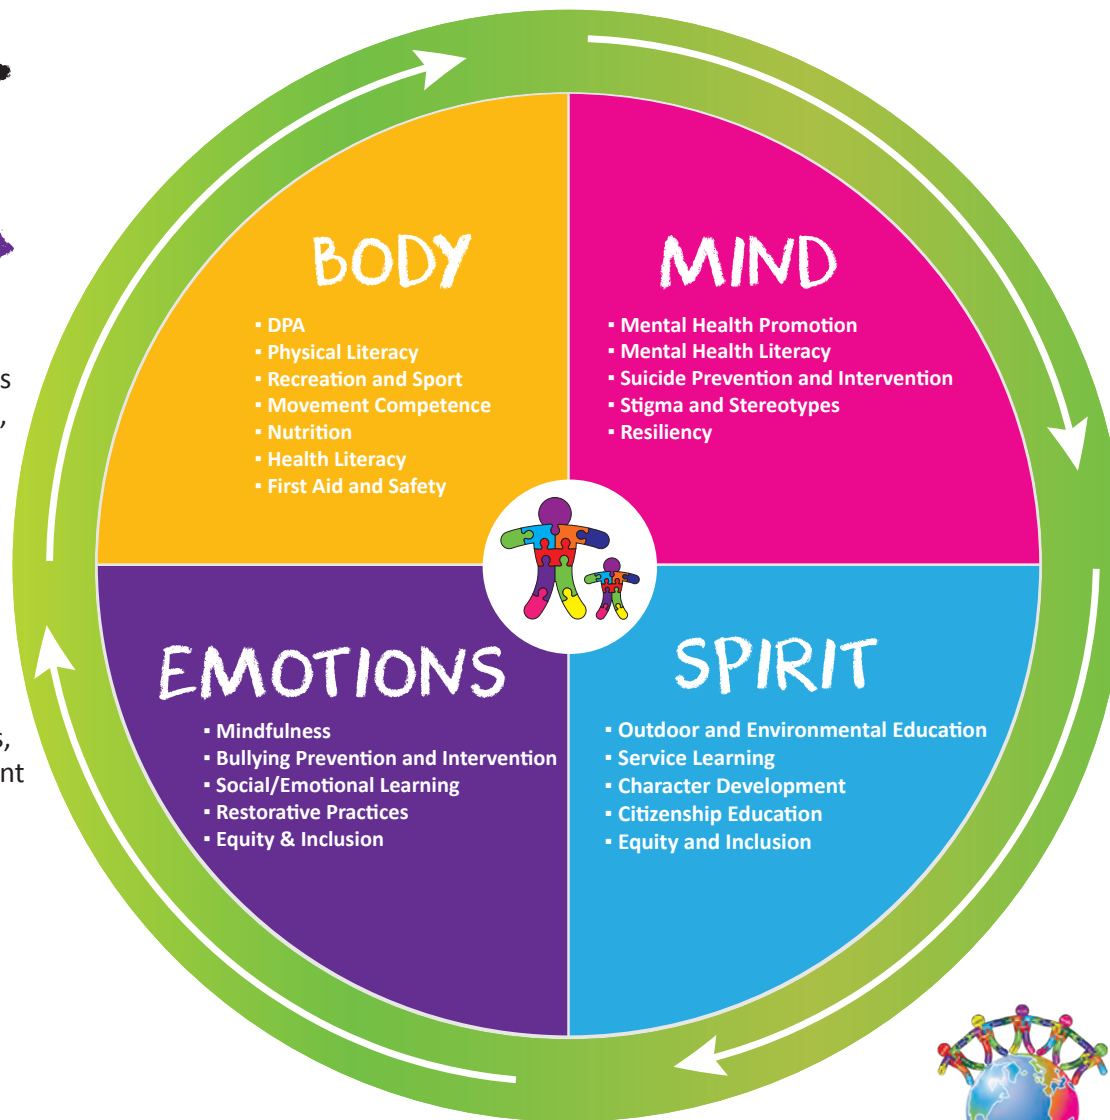 BODY
▪ DPA
▪ Physical Literacy
▪ Recreation and Sport
▪ Movement Competence
▪ Nutrition
▪ Health Literacy
▪ First Aid and Safety
MIND
▪ Mental Health Promotion
▪ Mental Health Literacy
▪ Suicide Prevention and Intervention
▪ Stigma and Stereotypes
▪ Resiliency
EMOTIONS
▪ Mindfulness
▪ Bullying Prevention and Intervention
▪ Social/Emotional Learning
▪ Restorative Practices
▪ Equity & Inclusion
SPIRIT
▪ Outdoor and Environmental Education
▪ Service Learning
▪ Character Development
▪ Citizenship Education
▪ Equity and Inclusion